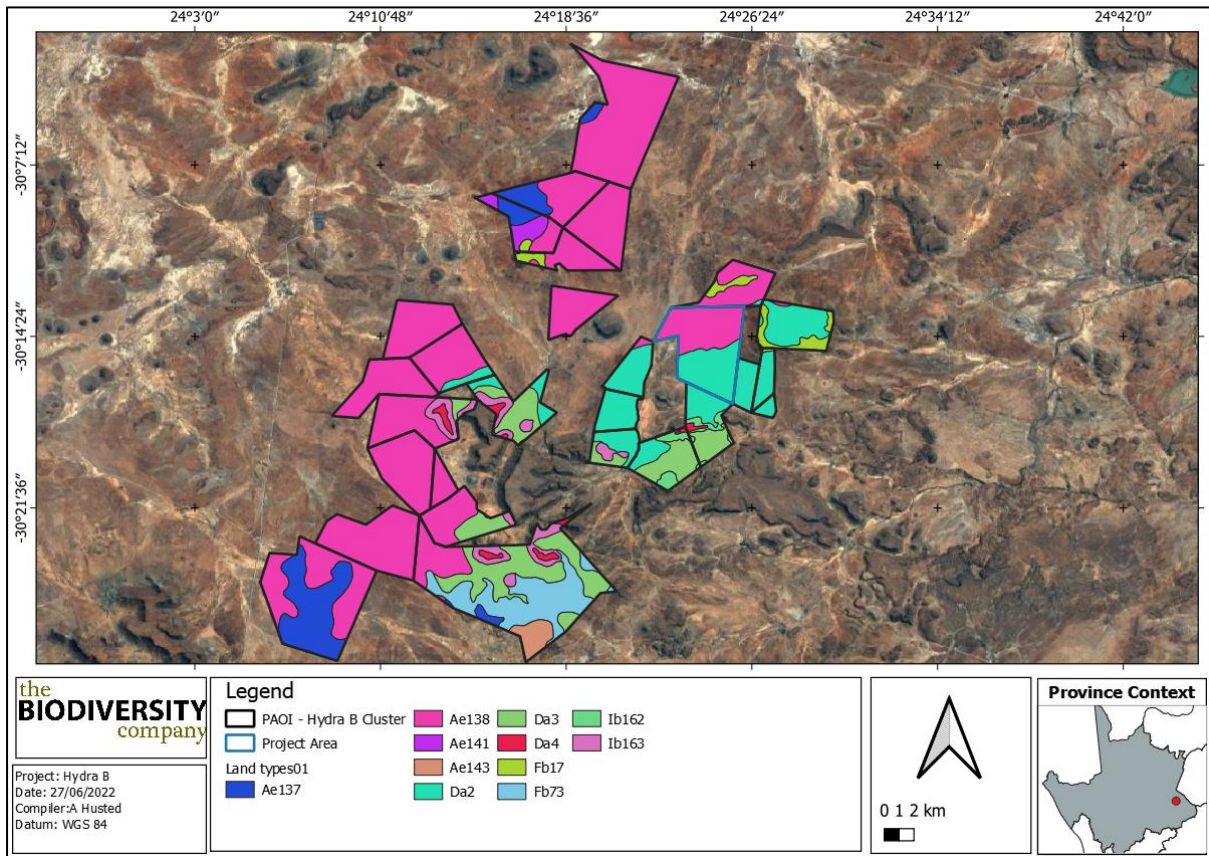 24°3′0″ 24°10′48″ 24°18′36″ 24°26′24″ 24°34′12″ 24°42′0″
-30°7′12″
-30°14′24″
-30°21′36″
the
BIODIVERSITY
company
Project: Hydra B
Date: 27/06/2022
Compiler:A Husted
Datum: WGS 84
Legend
PAOI - Hydra B Cluster
Project Area
Land types01
Ae137
Ae138
Ae141
Ae143
Da2
Da3
Da4
Fb17
Fb73
Ib162
Ib163
0 1 2 km
Province Context